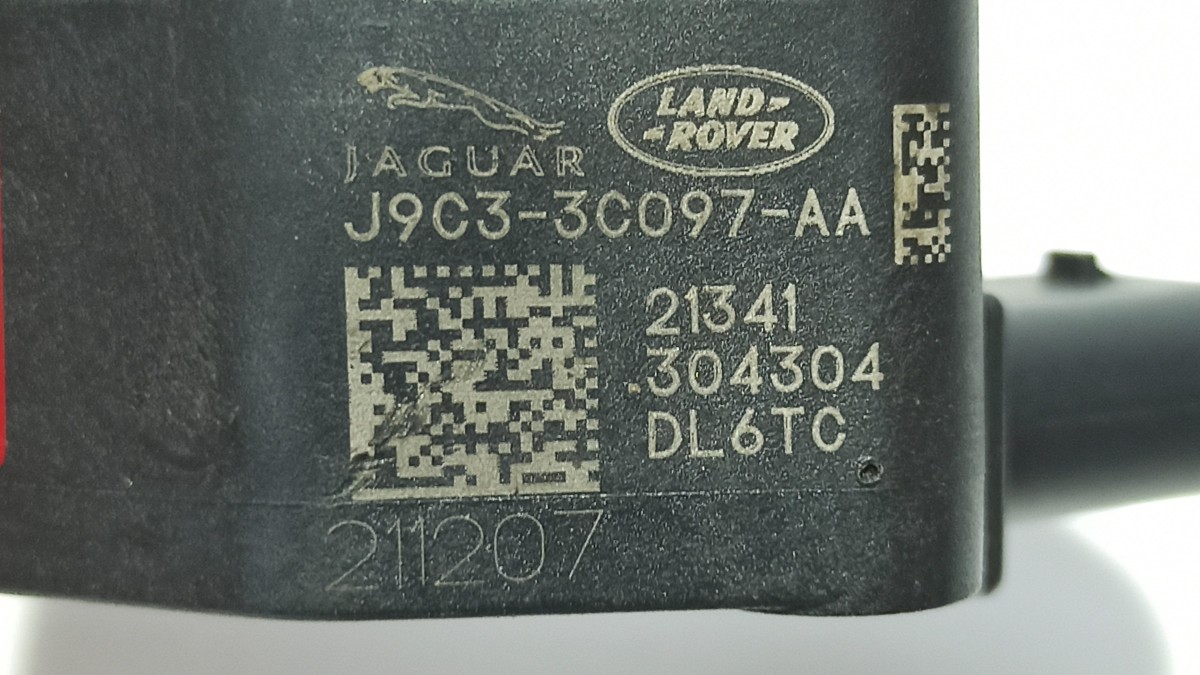 JAGUAR
LAND-
-ROVER
J9C3-3C097-AA
21341
.304304
DL6TC
211207